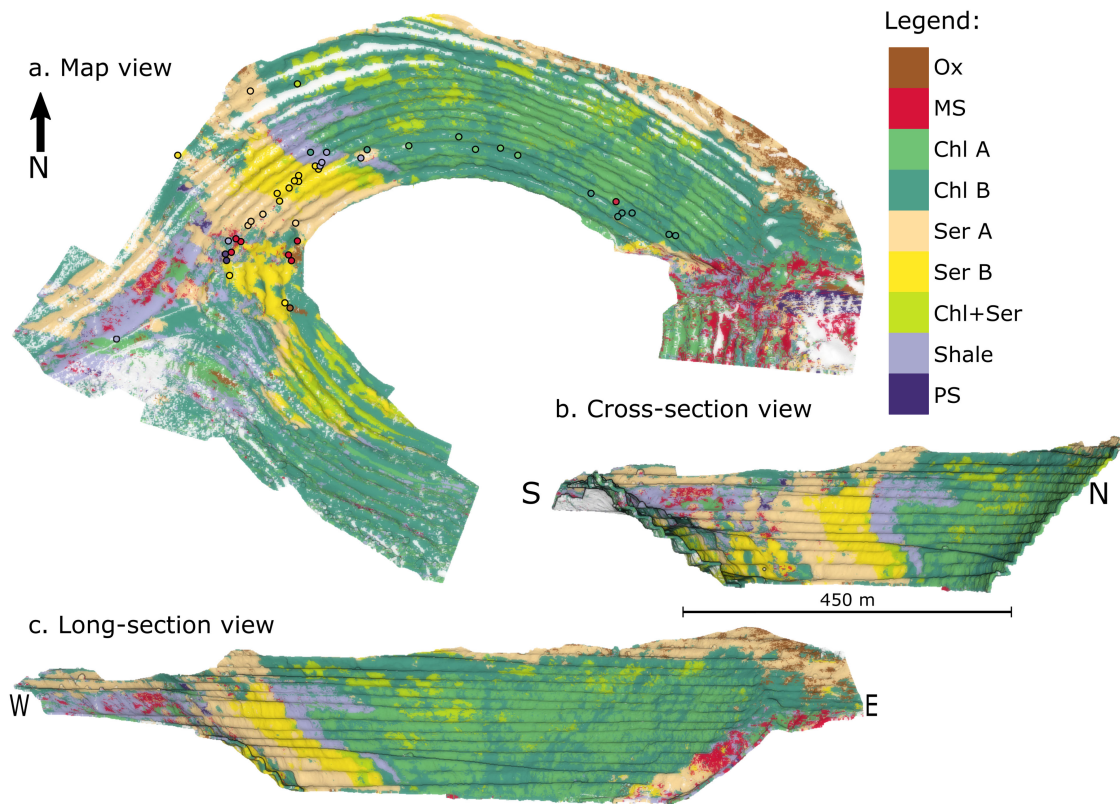 Legend:
a. Map view
N
Ox
MS
Chl A
Chl B
Ser A
Ser B
Chl+Ser
Shale
PS
b. Cross-section view
S
N
450 m
c. Long-section view
W
E